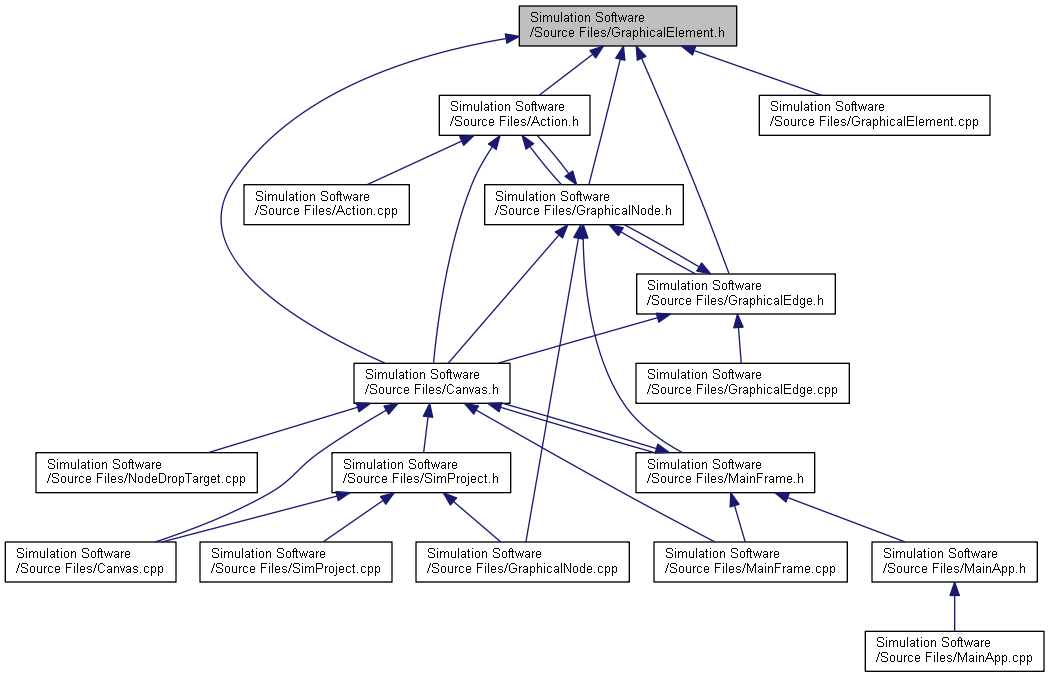 Simulation Software
/Source Files/GraphicalElement.h
Simulation Software
/Source Files/Action.h
Simulation Software
/Source Files/GraphicalElement.cpp
Simulation Software
/Source Files/Action.cpp
Simulation Software
/Source Files/GraphicalNode.h
Simulation Software
/Source Files/GraphicalEdge.h
Simulation Software
/Source Files/Canvas.h
Simulation Software
/Source Files/GraphicalEdge.cpp
Simulation Software
/Source Files/NodeDropTarget.cpp
Simulation Software
/Source Files/SimProject.h
Simulation Software
/Source Files/MainFrame.h
Simulation Software
/Source Files/Canvas.cpp
Simulation Software
/Source Files/SimProject.cpp
Simulation Software
/Source Files/GraphicalNode.cpp
Simulation Software
/Source Files/MainFrame.cpp
Simulation Software
/Source Files/MainApp.h
Simulation Software
/Source Files/MainApp.cpp